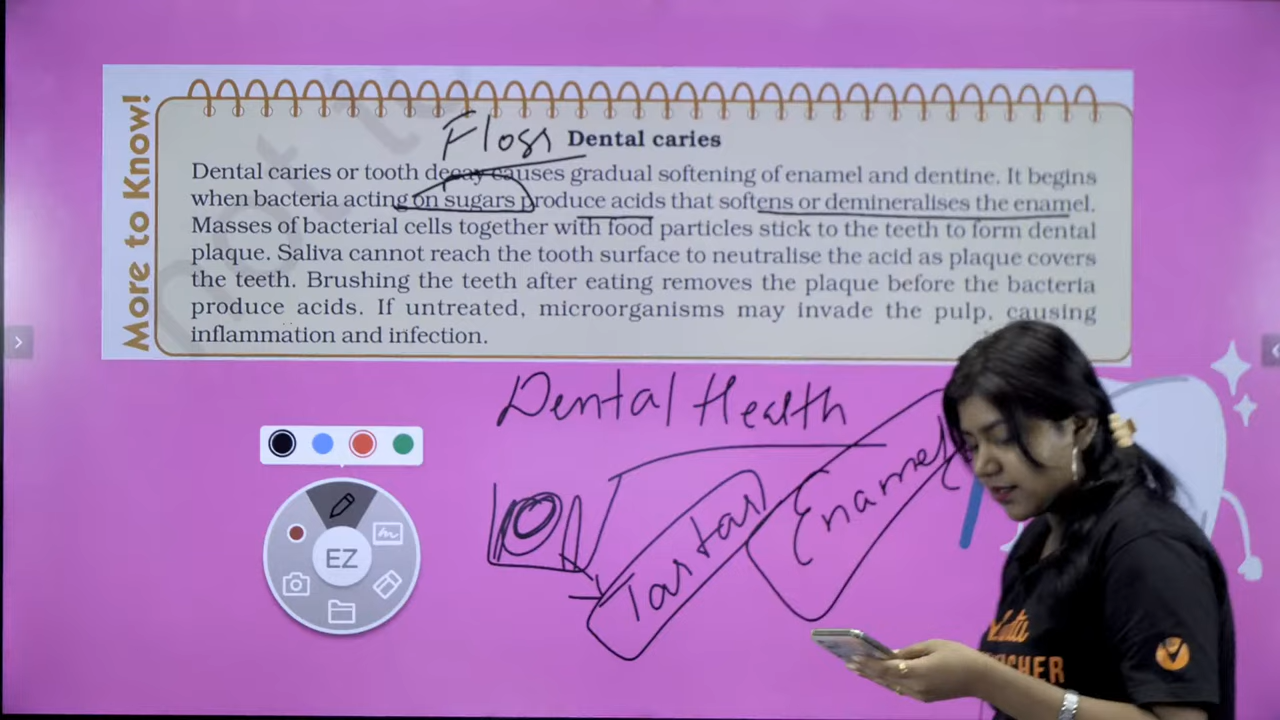 More to Know!
Floss
Dental caries
Dental caries or tooth decay causes gradual softening of enamel and dentine. It begins
when bacteria acting on sugars produce acids that softens or demineralises the enamel.
Masses of bacterial cells together with food particles stick to the teeth to form dental
plaque. Saliva cannot reach the tooth surface to neutralise the acid as plaque covers
the teeth. Brushing the teeth after eating removes the plaque before the bacteria
produce acids. If untreated, microorganisms may invade the pulp, causing
inflammation and infection.
Dental Health
Enamel
Tartar
EZ